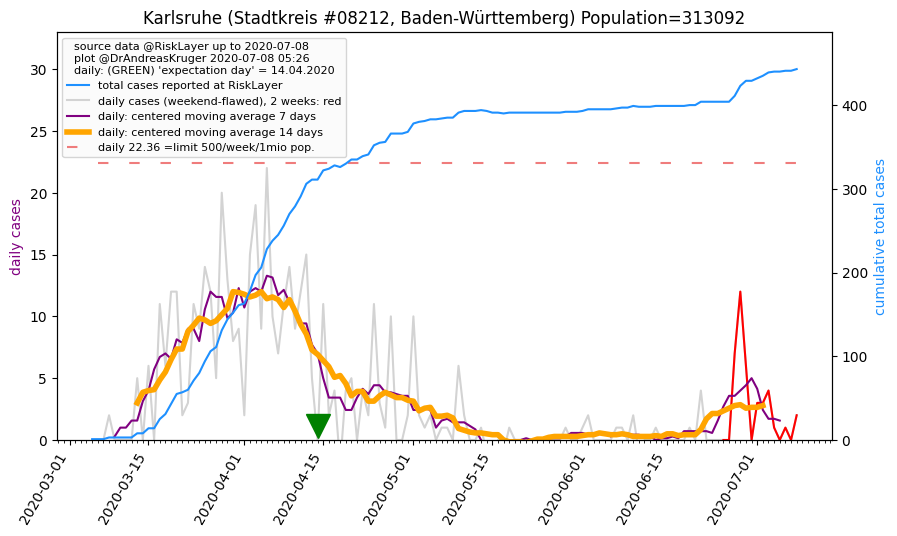 Karlsruhe (Stadtkreis #08212, Baden-Württemberg) Population=313092
source data @RiskLayer up to 2020-07-08
plot @DrAndreasKruger 2020-07-08 05:26
daily: (GREEN) 'expectation day' = 14.04.2020
total cases reported at RiskLayer
daily cases (weekend-flawed), 2 weeks: red
daily: centered moving average 7 days
daily: centered moving average 14 days
daily 22.36 =limit 500/week/1mio pop.
daily cases
30
25
20
15
10
5
0
cumulative total cases
400
300
200
100
0
2020-03-01
2020-03-15
2020-04-01
2020-04-15
2020-05-01
2020-05-15
2020-06-01
2020-06-15
2020-07-01